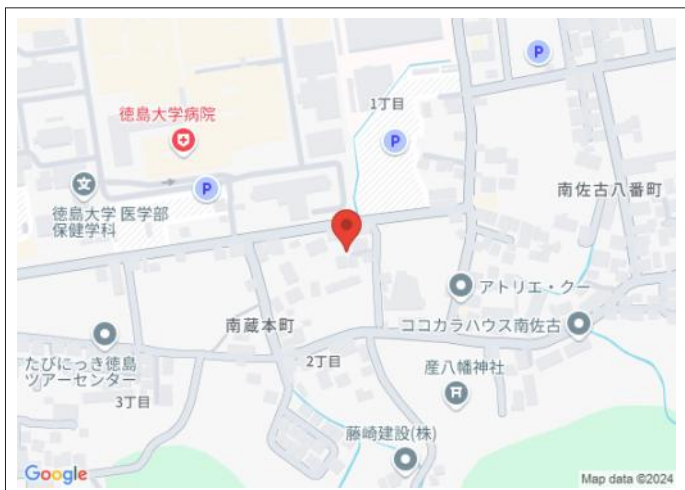 徳島大学病院
1丁目
P
P
P
徳島大学 医学部
保健学科
南佐古八番町
アトリエ・クー
南蔵本町
ココカラハウス南佐古
たびにっき徳島
ツアーセンター
2丁目
産八幡神社
3丁目
藤崎建設(株)
Google
Map data ©2024